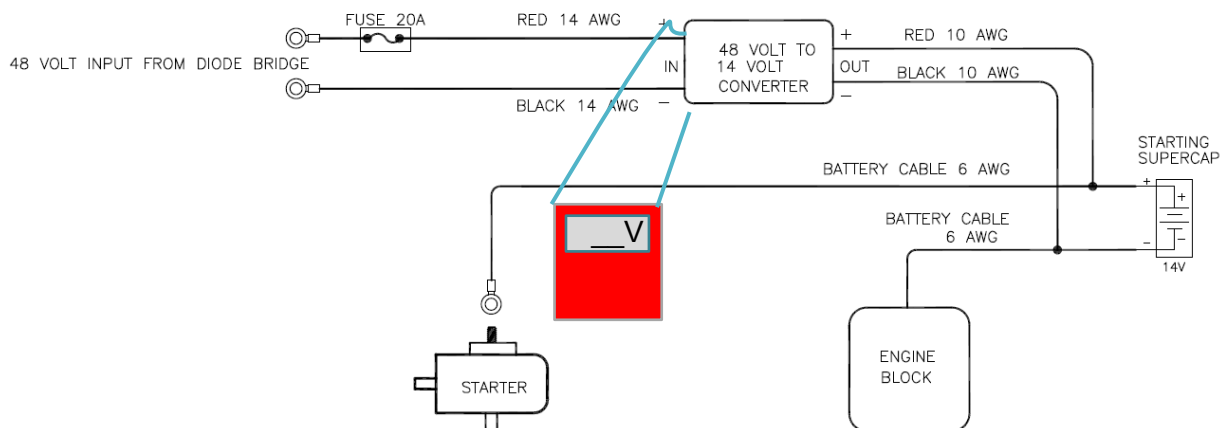 FUSE 20A
RED 14 AWG
+
48 VOLT INPUT FROM DIODE BRIDGE
BLACK 14 AWG
−
IN
48 VOLT TO
14 VOLT
CONVERTER
OUT
+
RED 10 AWG
BLACK 10 AWG
−
STARTING
SUPERCAP
BATTERY CABLE 6 AWG
+
+
BATTERY CABLE
6 AWG
−
−
14V
__V
STARTER
ENGINE
BLOCK